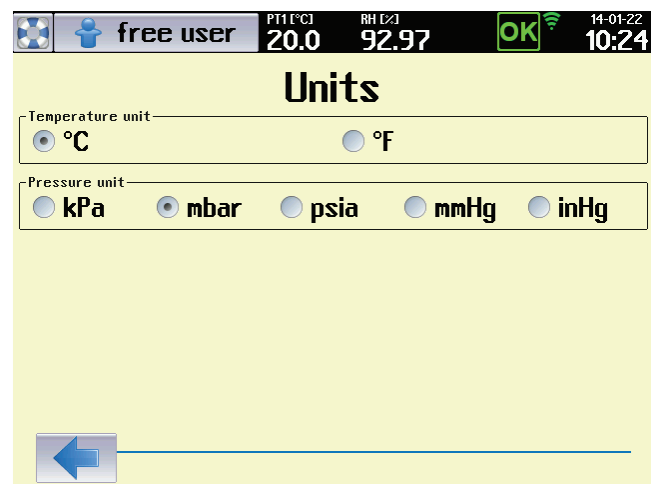 free user PT1 [°C] RH [%] OK 14-01-22
20.0 92.97 10:24
Units
Temperature unit
°C °F
Pressure unit
kPa mbar psia mmHg inHg